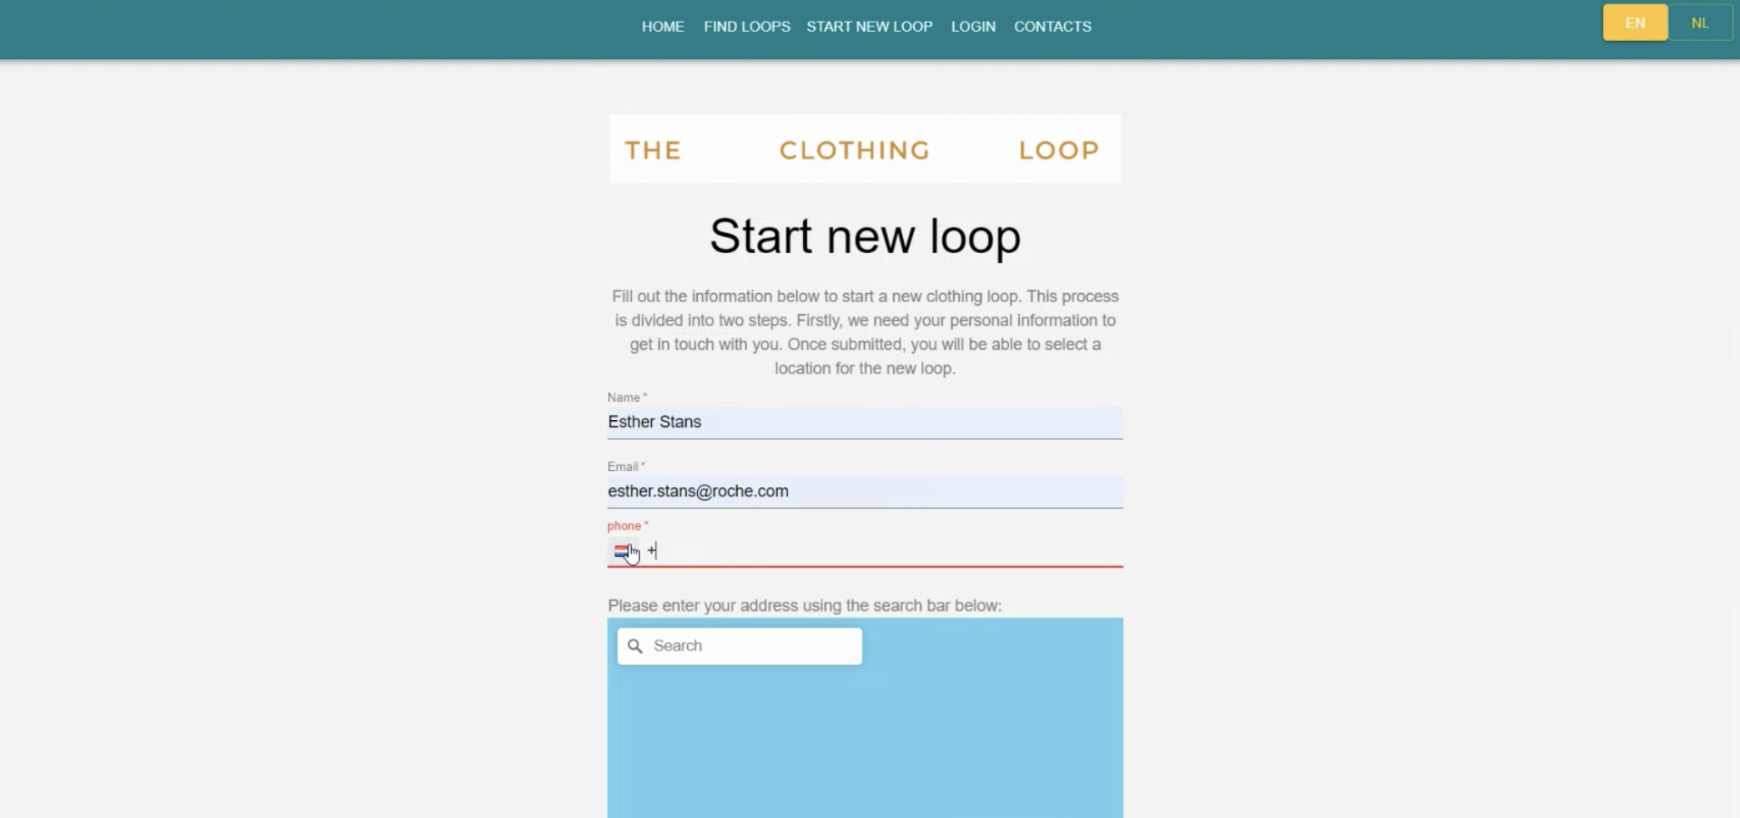 HOME FIND LOOPS START NEW LOOP LOGIN CONTACTS
EN NL
THE CLOTHING LOOP
Start new loop
Fill out the information below to start a new clothing loop. This process
is divided into two steps. Firstly, we need your personal information to
get in touch with you. Once submitted, you will be able to select a
location for the new loop.
Name *
Esther Stans
Email *
esther.stans@roche.com
phone *
+
Please enter your address using the search bar below:
Search